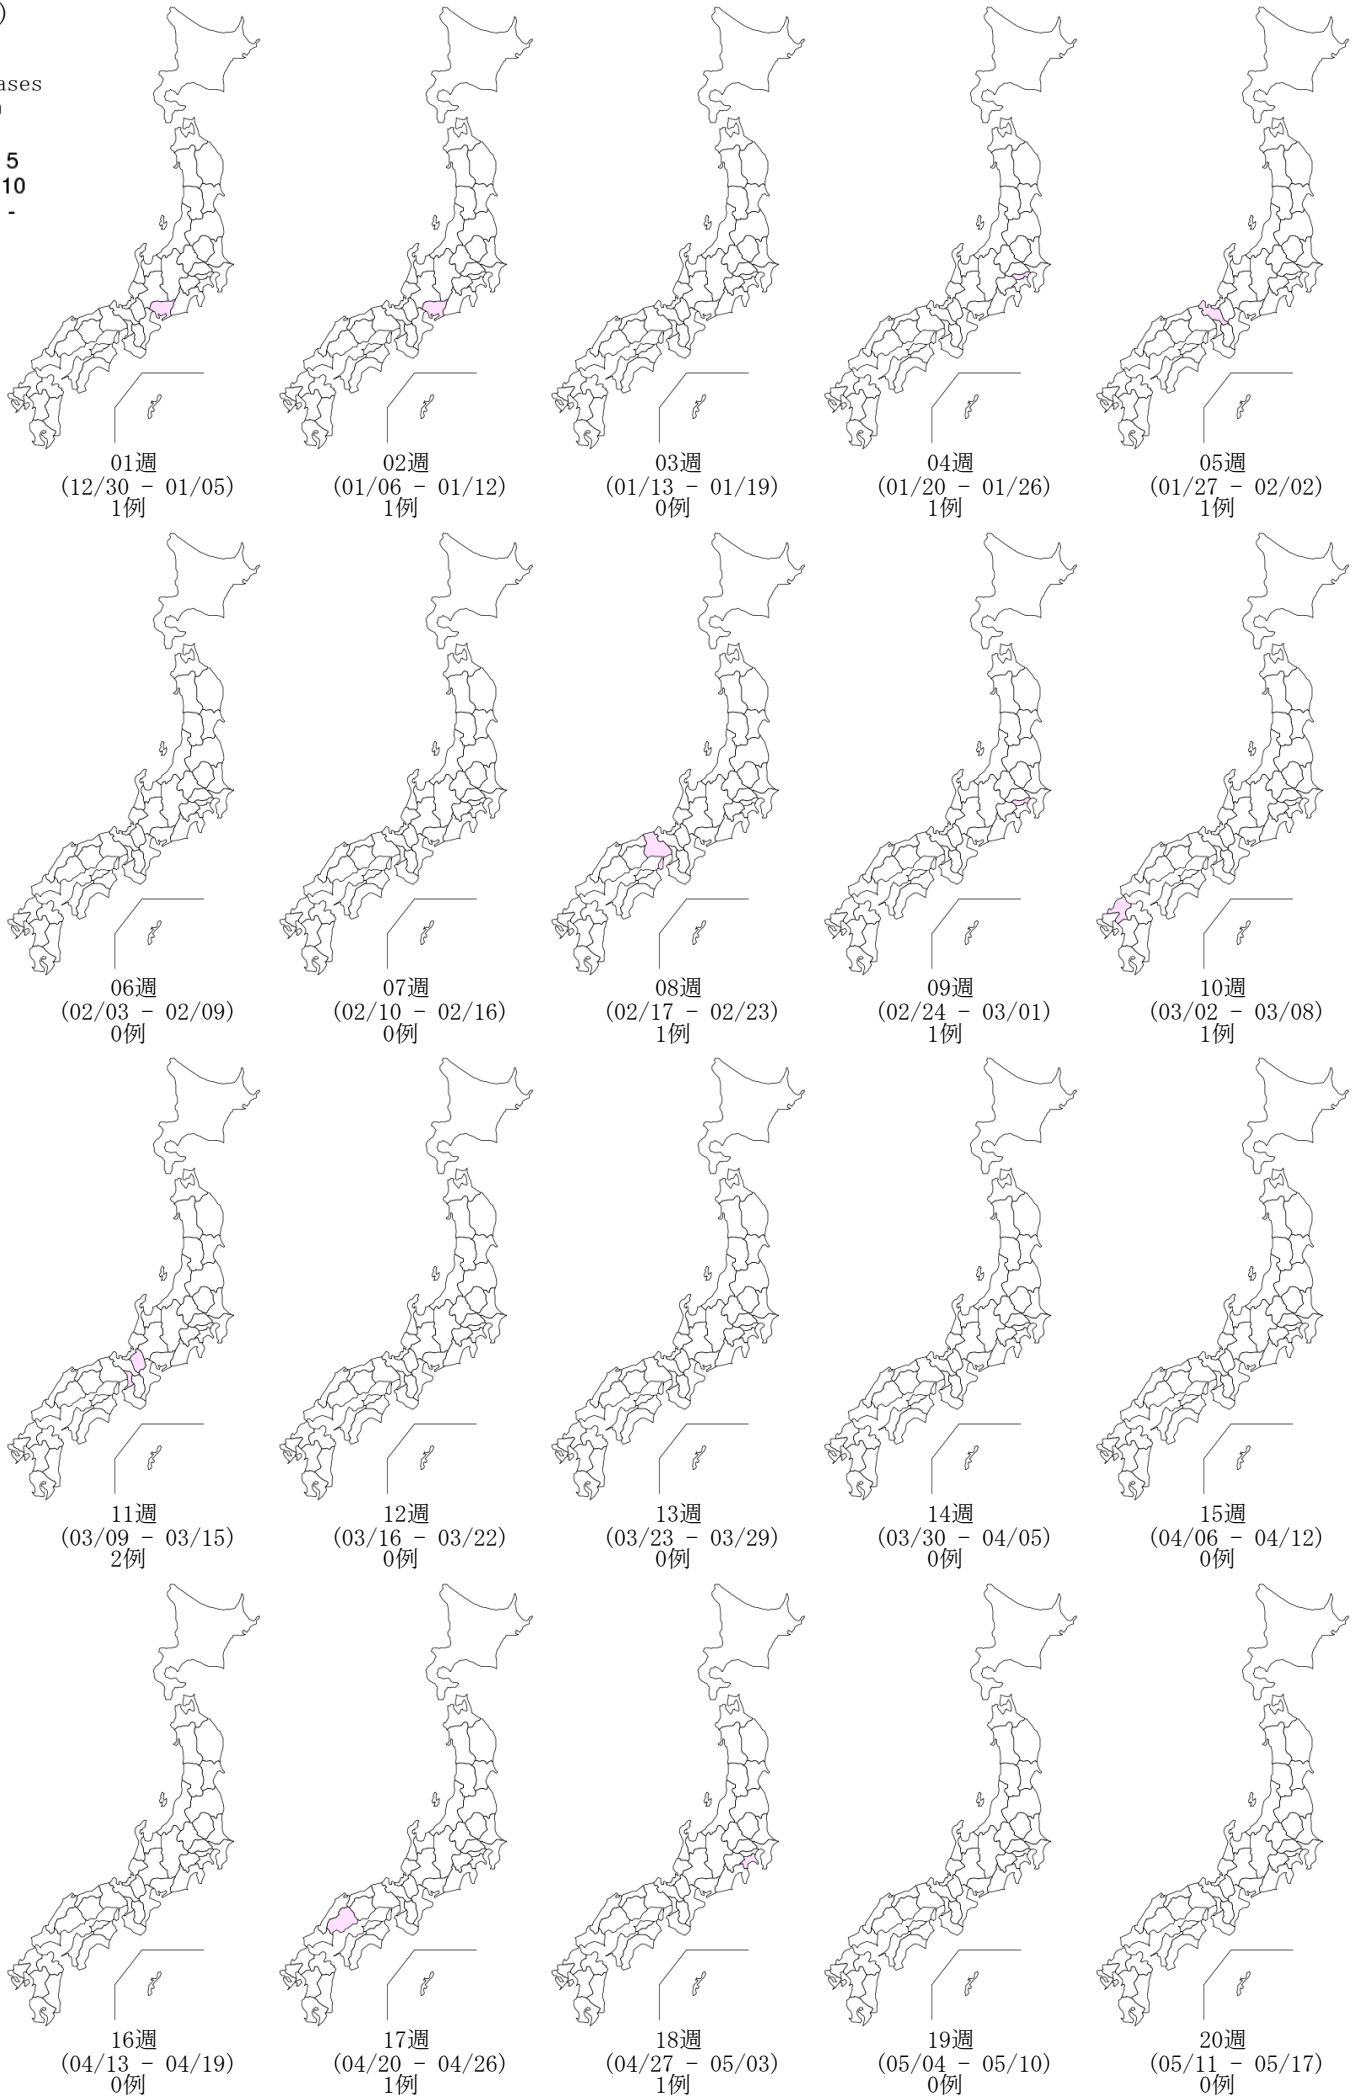 )
ases
5
10
-
01週
(12/30 - 01/05)
1例
02週
(01/06 - 01/12)
1例
03週
(01/13 - 01/19)
0例
04週
(01/20 - 01/26)
1例
05週
(01/27 - 02/02)
1例
06週
(02/03 - 02/09)
0例
07週
(02/10 - 02/16)
0例
08週
(02/17 - 02/23)
1例
09週
(02/24 - 03/01)
1例
10週
(03/02 - 03/08)
1例
11週
(03/09 - 03/15)
2例
12週
(03/16 - 03/22)
0例
13週
(03/23 - 03/29)
0例
14週
(03/30 - 04/05)
0例
15週
(04/06 - 04/12)
0例
16週
(04/13 - 04/19)
0例
17週
(04/20 - 04/26)
1例
18週
(04/27 - 05/03)
1例
19週
(05/04 - 05/10)
0例
20週
(05/11 - 05/17)
0例